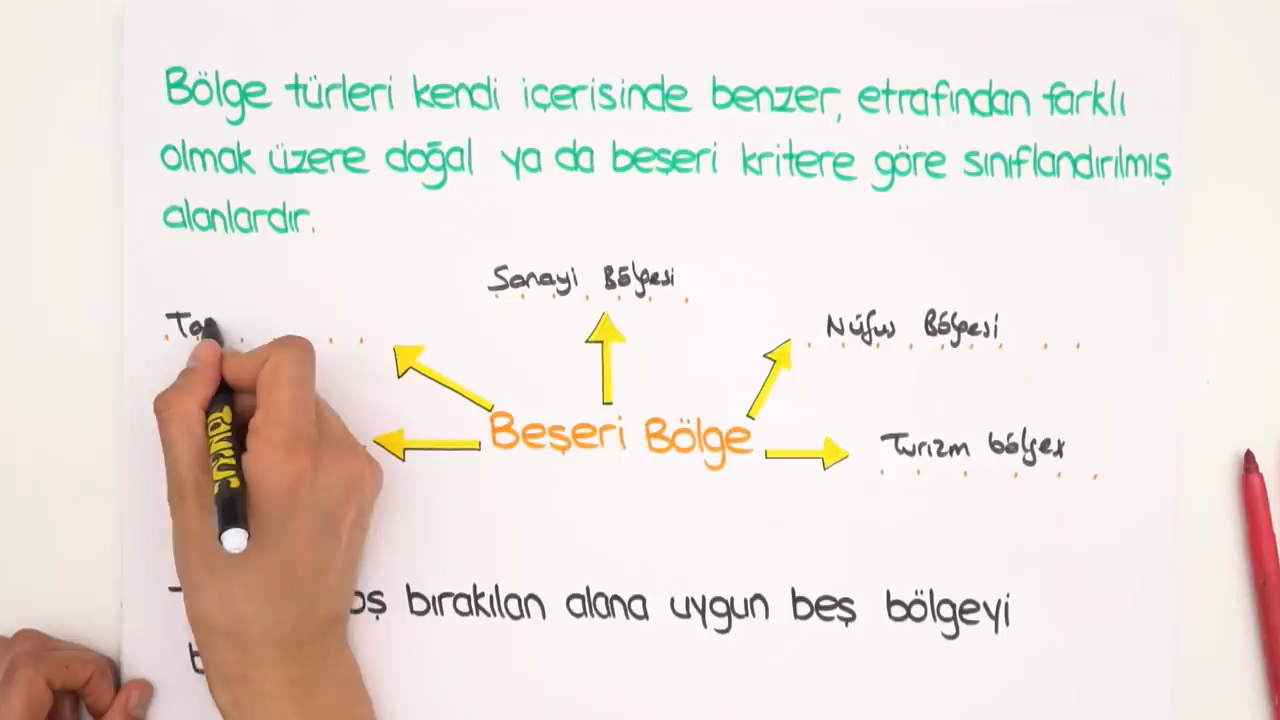 Bölge türleri kendi içerisinde benzer, etrafından farklı
olmak üzere doğal ya da beşeri kritere göre sınıflandırılmış
alanlardır.
Sanayi Bölgesi
Ta
Nüfus Bölgesi
Beşeri Bölge
Turizm bölgesi
bırakılan alana uygun beş bölgeyi